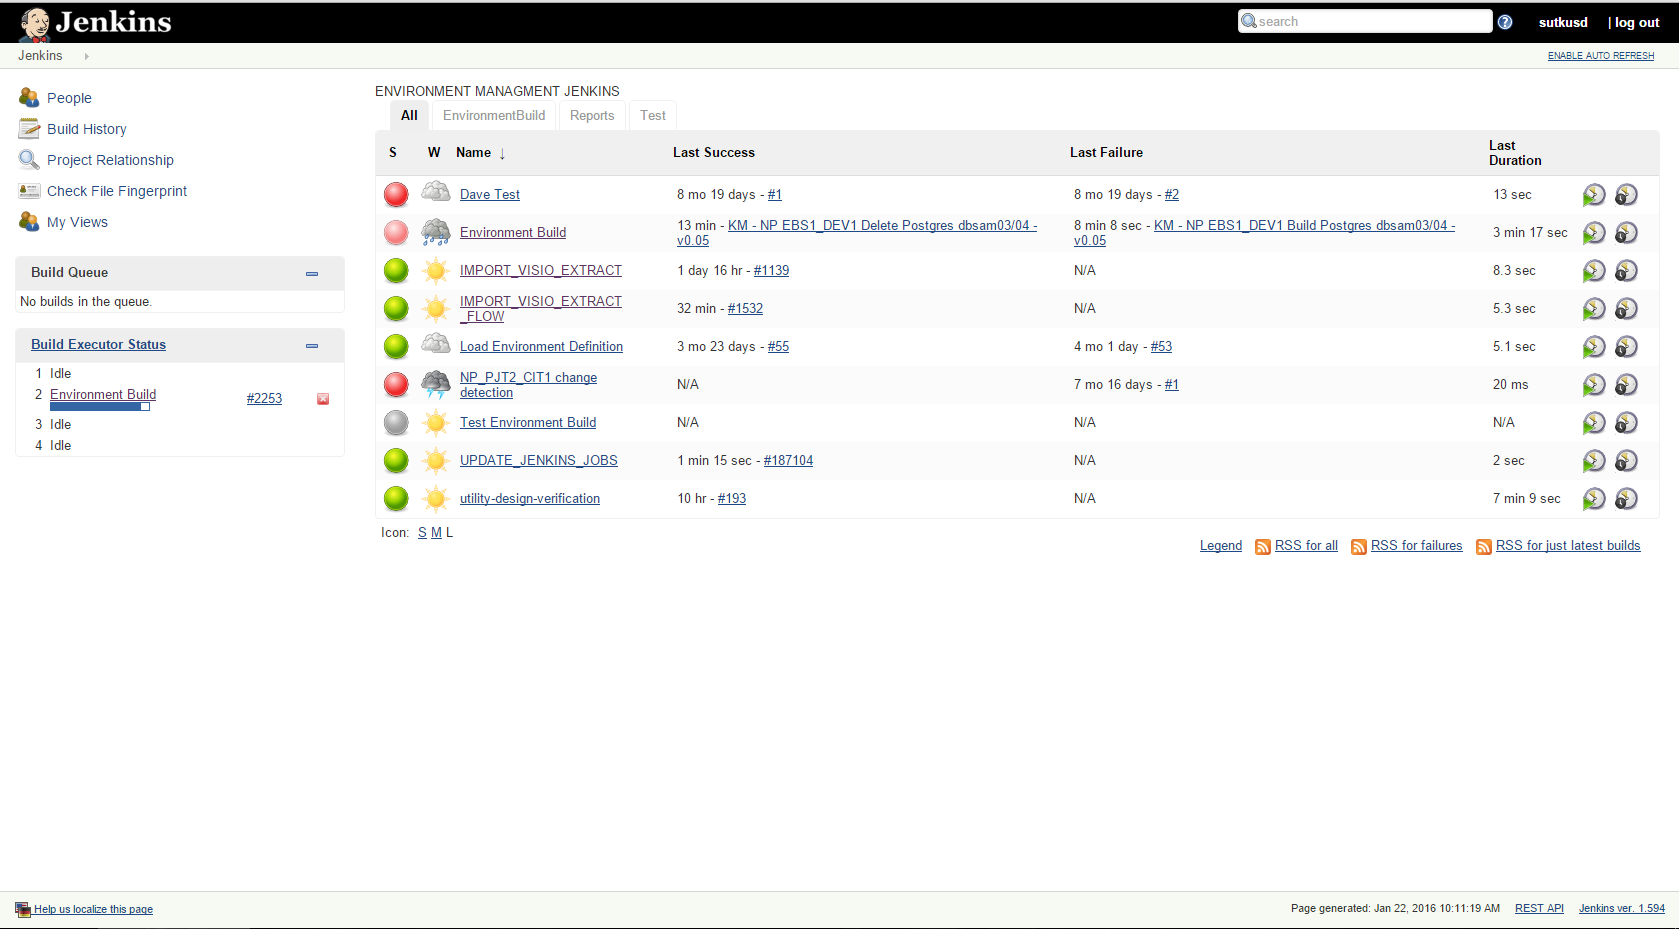 Jenkins
search
sutkusd
| log out
Jenkins
ENABLE AUTO REFRESH
People
Build History
Project Relationship
Check File Fingerprint
My Views
Build Queue
No builds in the queue.
Build Executor Status
1 Idle
2 Environment Build #2253
3 Idle
4 Idle
ENVIRONMENT MANAGMENT JENKINS
All EnvironmentBuild Reports Test
S W Name ↓ Last Success Last Failure Last
Duration
Dave Test 8 mo 19 days - #1 8 mo 19 days - #2 13 sec
Environment Build 13 min - KM - NP EBS1_DEV1 Delete Postgres dbsam03/04 -
v0.05
8 min 8 sec - KM - NP EBS1_DEV1 Build Postgres dbsam03/04 -
v0.05
3 min 17 sec
IMPORT_VISIO_EXTRACT 1 day 16 hr - #1139 N/A 8.3 sec
IMPORT_VISIO_EXTRACT
_FLOW
32 min - #1532 N/A 5.3 sec
Load Environment Definition 3 mo 23 days - #55 4 mo 1 day - #53 5.1 sec
NP_PJT2_CIT1 change
detection
N/A 7 mo 16 days - #1 20 ms
Test Environment Build N/A N/A N/A
UPDATE_JENKINS_JOBS 1 min 15 sec - #187104 N/A 2 sec
utility-design-verification 10 hr - #193 N/A 7 min 9 sec
Icon: S M L
Legend RSS for all RSS for failures RSS for just latest builds
Help us localize this page
Page generated: Jan 22, 2016 10:11:19 AM REST API Jenkins ver. 1.594